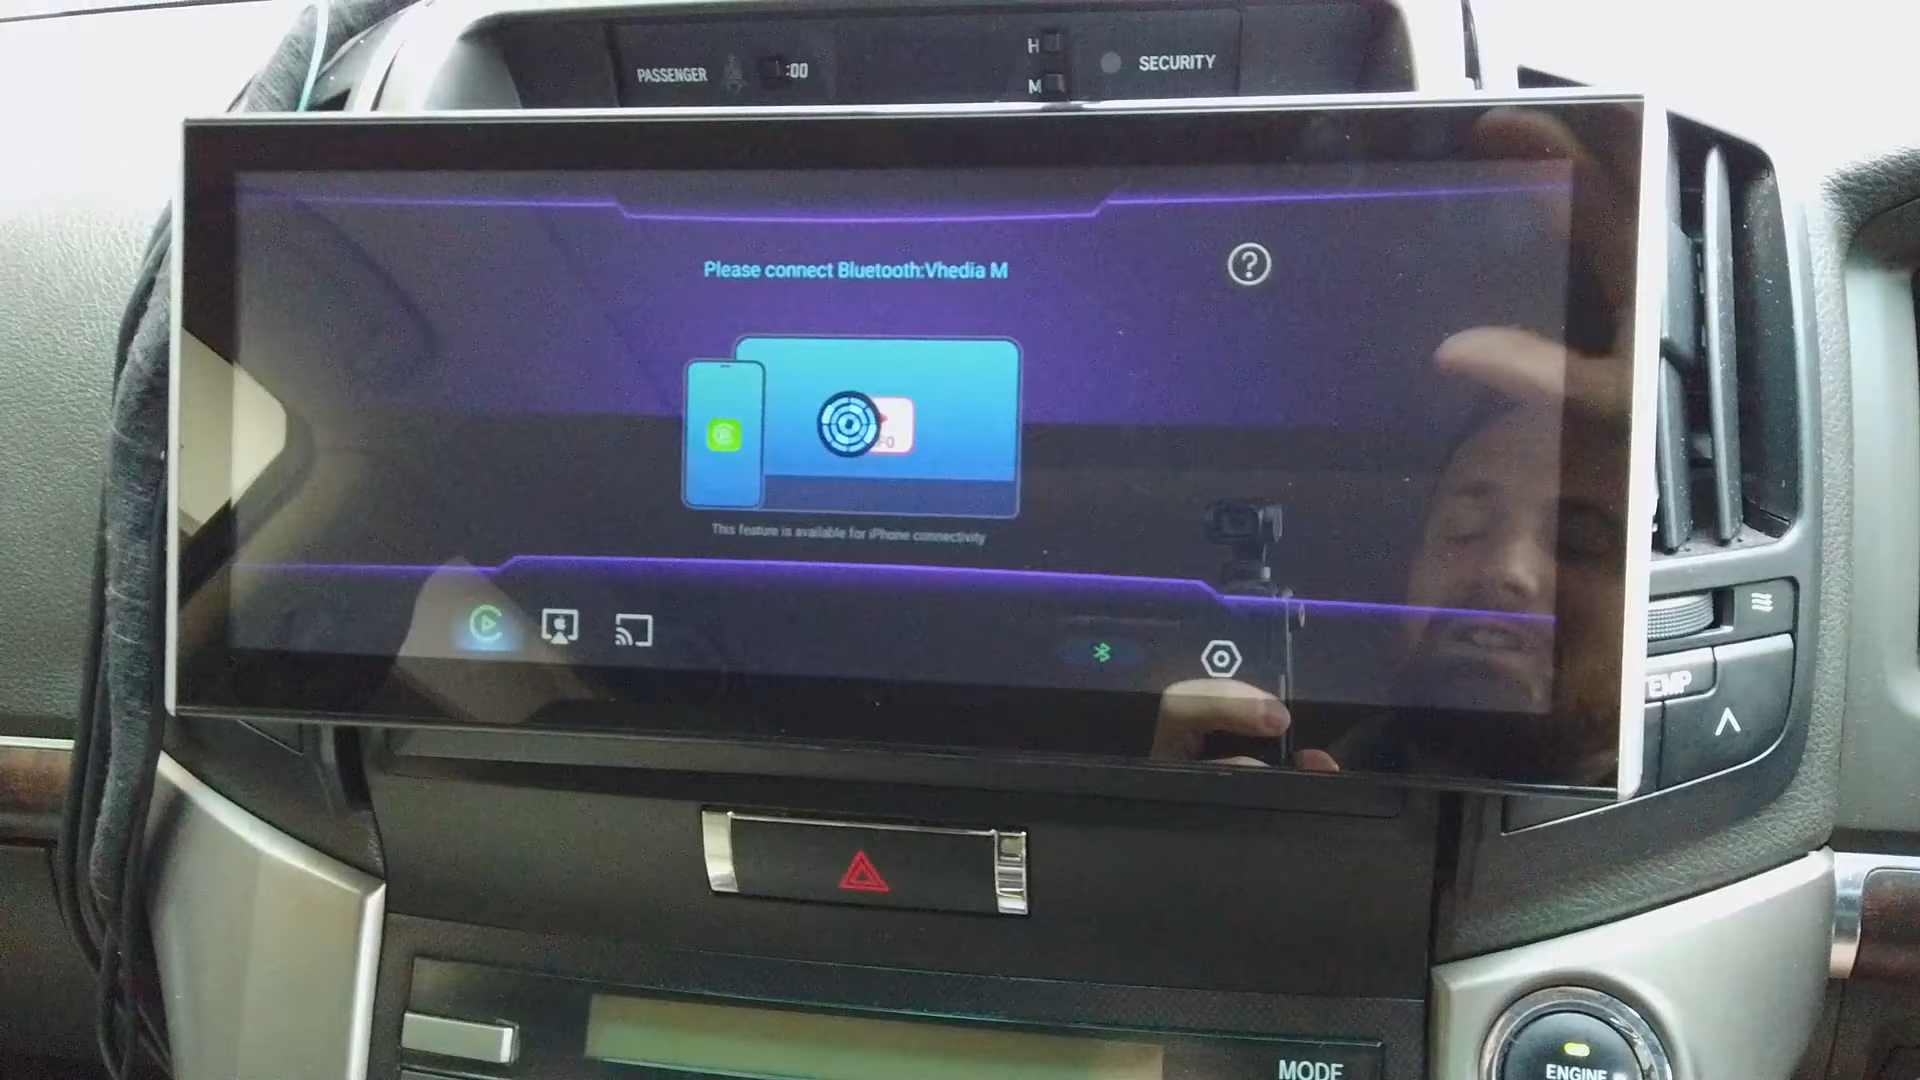 PASSENGER
:00
H
M
SECURITY
Please connect Bluetooth:Vhedia M
?
This feature is available for iPhone connectivity
TEMP
MODE
ENGINE